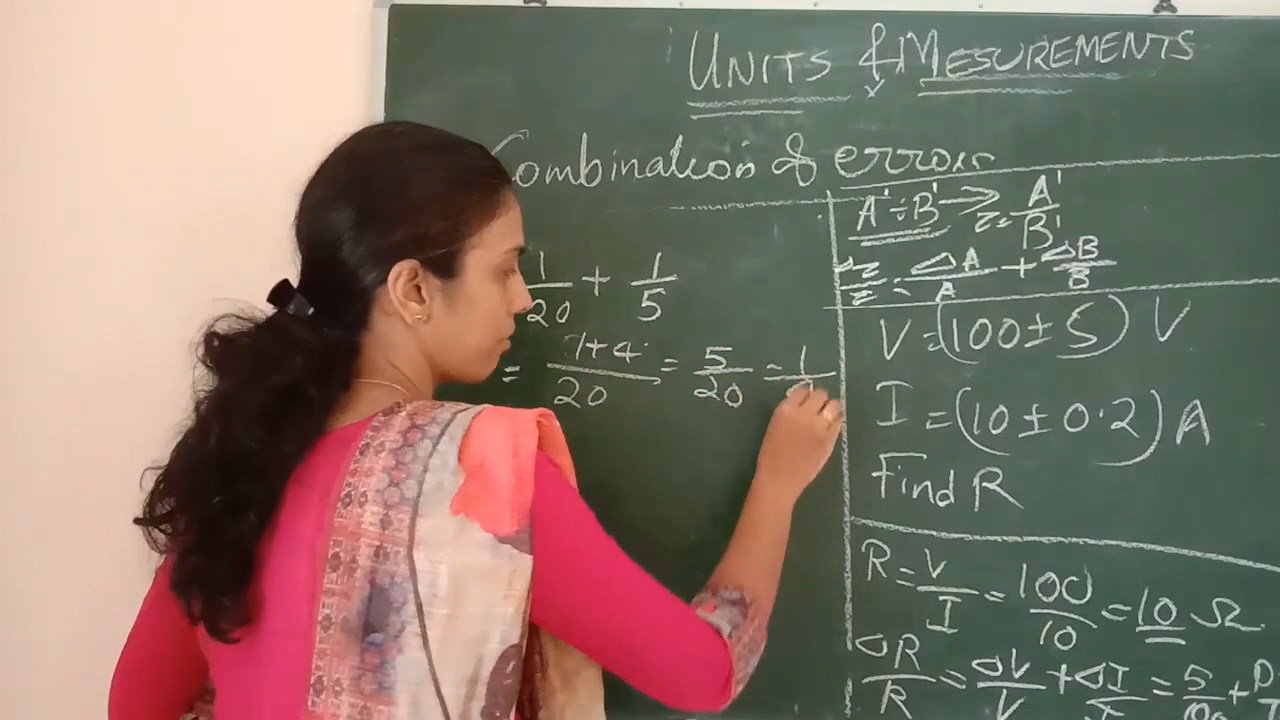 UNITS & MESUREMENTS
Combination of errors
1/20 + 1/5
= 1+4/20 = 5/20 = 1/
A' ÷ B' → Z = A'/B'
ΔZ/Z = ΔA/A + ΔB/B
V = (100 ± 5) V
I = (10 ± 0.2) A
Find R
R = V/I = 100/10 = 10 Ω
ΔR/R = ΔV/V + ΔI/I = 5/100 +